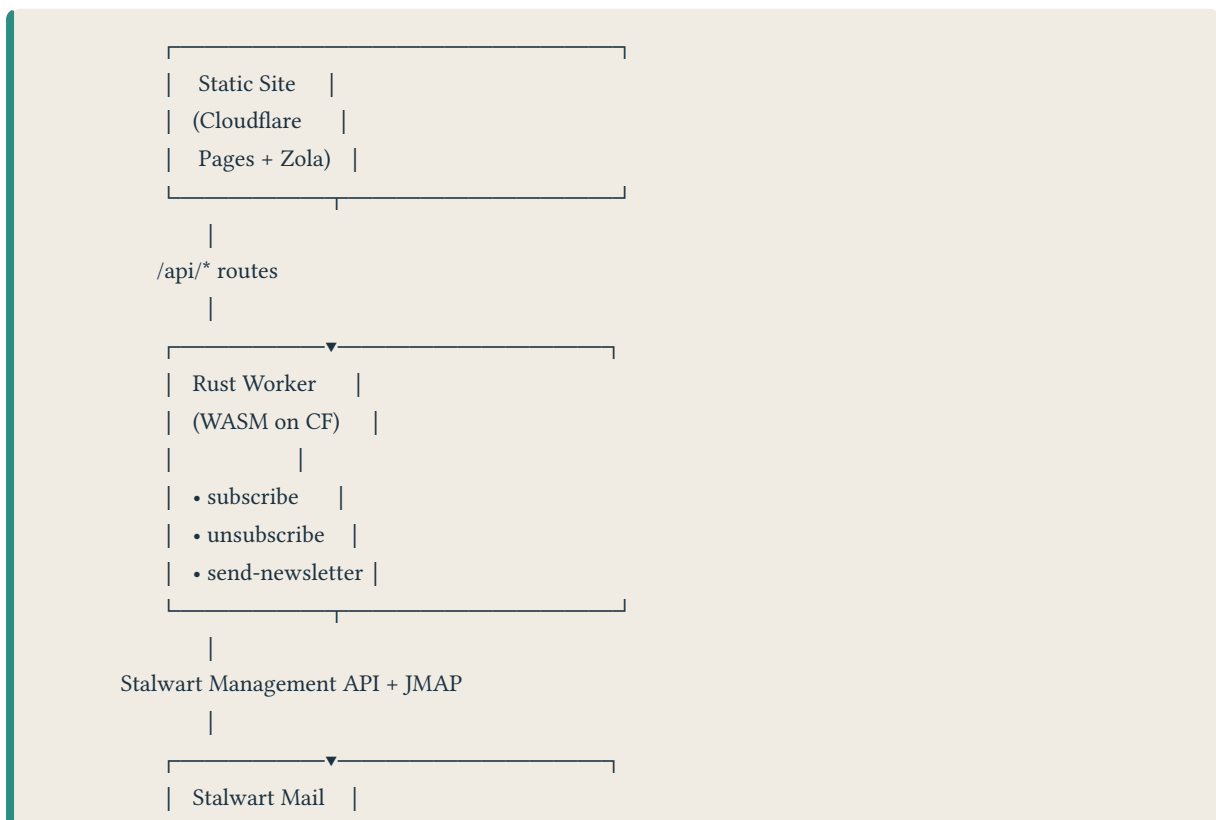 Static Site
(Cloudflare
Pages + Zola)
/api/* routes
Rust Worker
(WASM on CF)
• subscribe
• unsubscribe
• send-newsletter
Stalwart Management API + JMAP
Stalwart Mail